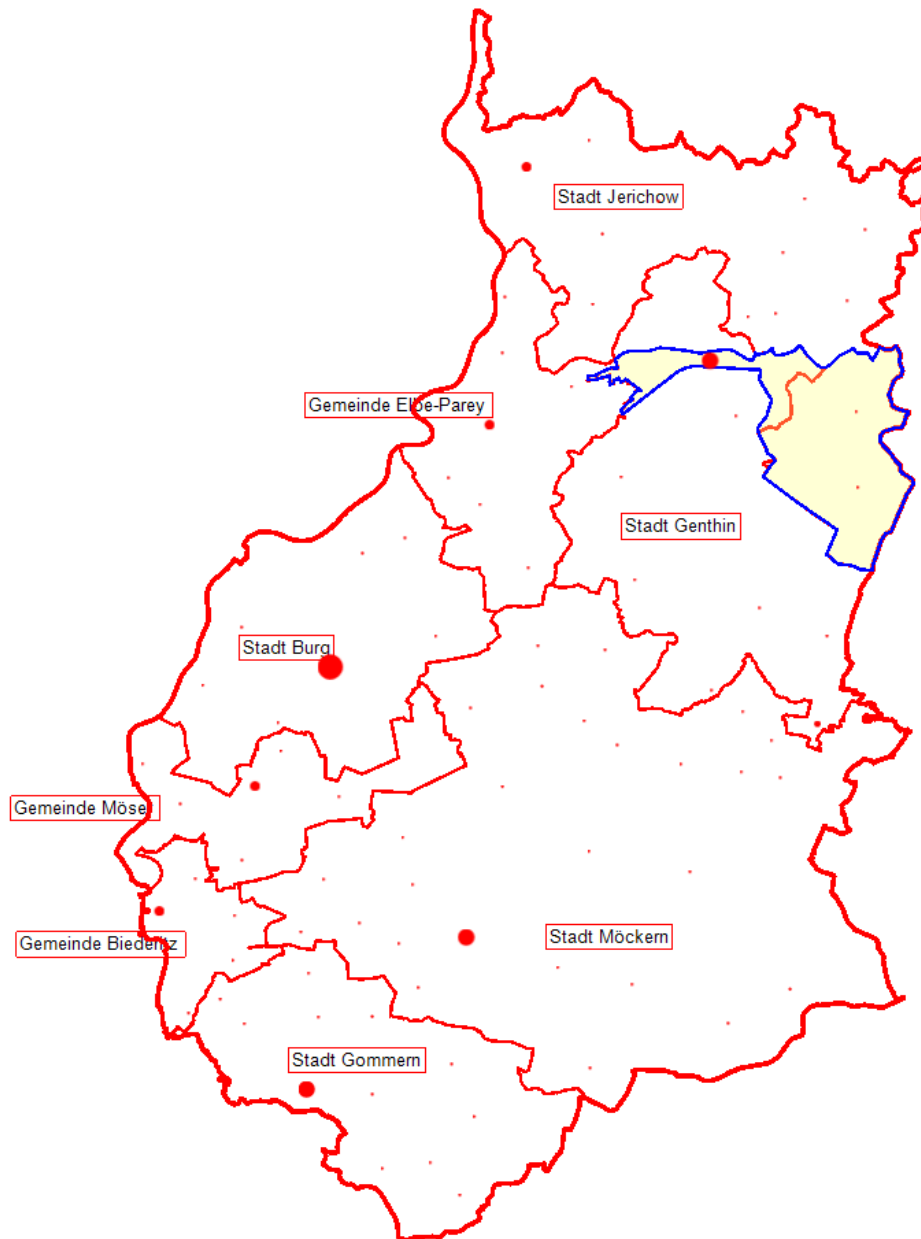 Stadt Jerichow
Gemeinde Elbe-Parey
Stadt Genthin
Stadt Burg
Gemeinde Möser
Gemeinde Biederitz
Stadt Möckern
Stadt Gommern